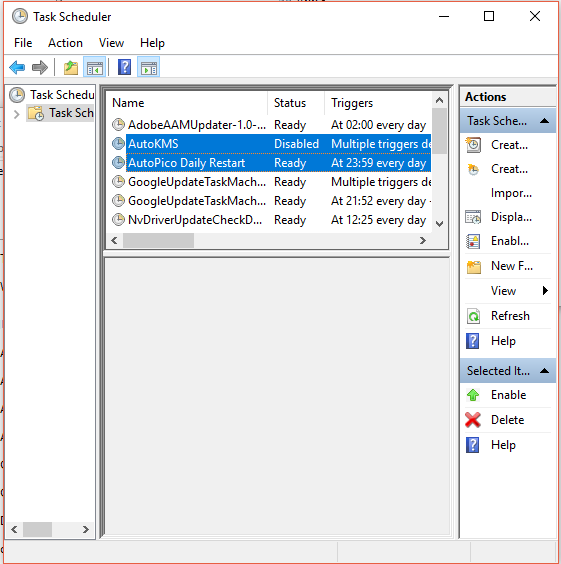 Task Scheduler
File Action View Help
Task Schedu
Task Sch
Name Status Triggers
AdobeAAMUpdater-1.0-... Ready At 02:00 every day
AutoKMS Disabled Multiple triggers de
AutoPico Daily Restart Ready At 23:59 every day
GoogleUpdateTaskMach... Ready Multiple triggers de
GoogleUpdateTaskMach... Ready At 21:52 every day -
NvDriverUpdateCheckD... Ready At 12:25 every day
Actions
Task Sche...
Creat...
Creat...
Impor...
Displa...
Enabl...
New F...
View
Refresh
Help
Selected It...
Enable
Delete
Help